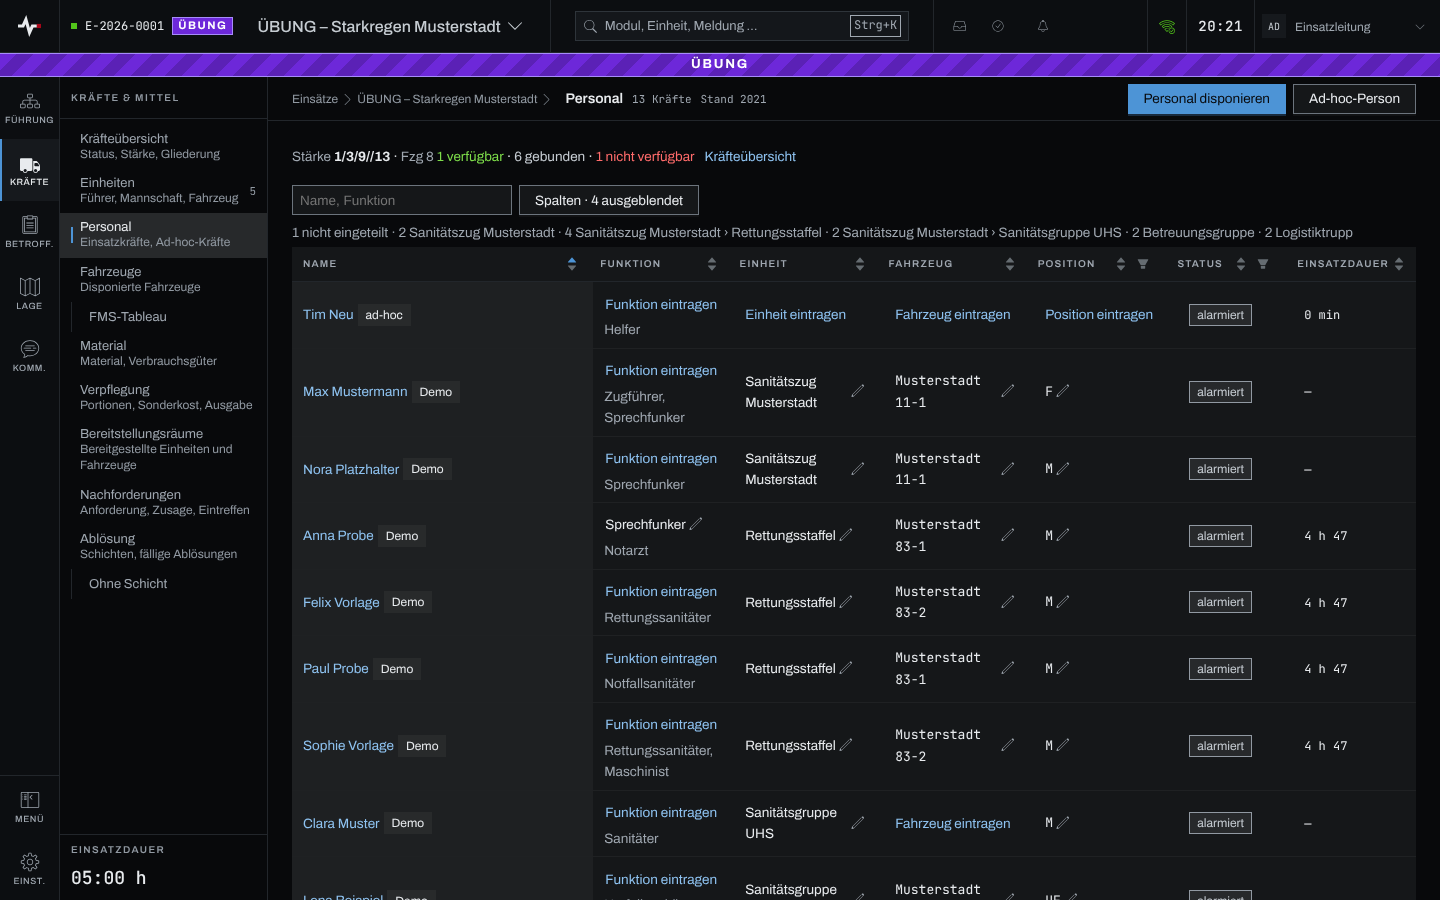 E-2026-0001 ÜBUNG ÜBUNG – Starkregen Musterstadt
Modul, Einheit, Meldung ... Strg+K
20:21 AD Einsatzleitung
ÜBUNG
FÜHRUNG
KRÄFTE
BETROFF.
LAGE
KOMM.
MENÜ
EINST.
KRÄFTE & MITTEL
Kräfteübersicht
Status, Stärke, Gliederung
Einheiten
Führer, Mannschaft, Fahrzeug 5
Personal
Einsatzkräfte, Ad-hoc-Kräfte
Fahrzeuge
Disponierte Fahrzeuge
FMS-Tableau
Material
Material, Verbrauchsgüter
Verpflegung
Portionen, Sonderkost, Ausgabe
Bereitstellungsräume
Bereitgestellte Einheiten und
Fahrzeuge
Nachforderungen
Anforderung, Zusage, Eintreffen
Ablösung
Schichten, fällige Ablösungen
Ohne Schicht
EINSATZDAUER
05:00 h
Einsätze ÜBUNG – Starkregen Musterstadt Personal 13 Kräfte Stand 2021
Personal disponieren Ad-hoc-Person
Stärke 1/3/9//13 · Fzg 8 1 verfügbar · 6 gebunden · 1 nicht verfügbar Kräfteübersicht
Name, Funktion Spalten · 4 ausgeblendet
1 nicht eingeteilt · 2 Sanitätszug Musterstadt · 4 Sanitätszug Musterstadt › Rettungsstaffel · 2 Sanitätszug Musterstadt › Sanitätsgruppe UHS · 2 Betreuungsgruppe · 2 Logistiktrupp
NAME FUNKTION EINHEIT FAHRZEUG POSITION STATUS EINSATZDAUER
Funktion eintragen
Tim Neu ad-hoc Einheit eintragen Fahrzeug eintragen Position eintragen alarmiert 0 min
Helfer
Funktion eintragen
Sanitätszug Musterstadt
Max Mustermann Demo F alarmiert –
Zugführer,
Musterstadt 11-1
Sprechfunker
Funktion eintragen
Sanitätszug Musterstadt
Nora Platzhalter Demo M alarmiert –
Musterstadt 11-1
Sprechfunker
Sprechfunker Musterstadt
Anna Probe Demo Rettungsstaffel M alarmiert 4 h 47
Notarzt 83-1
Funktion eintragen Musterstadt
Felix Vorlage Demo Rettungsstaffel M alarmiert 4 h 47
Rettungssanitäter 83-2
Funktion eintragen Musterstadt
Paul Probe Demo Rettungsstaffel M alarmiert 4 h 47
Notfallsanitäter 83-1
Funktion eintragen
Musterstadt
Sophie Vorlage Demo Rettungsstaffel M alarmiert 4 h 47
Rettungssanitäter,
83-2
Maschinist
Funktion eintragen Sanitätsgruppe
Clara Muster Demo Fahrzeug eintragen M alarmiert –
Sanitäter UHS
Funktion eintragen
Sanitätsgruppe Musterstadt